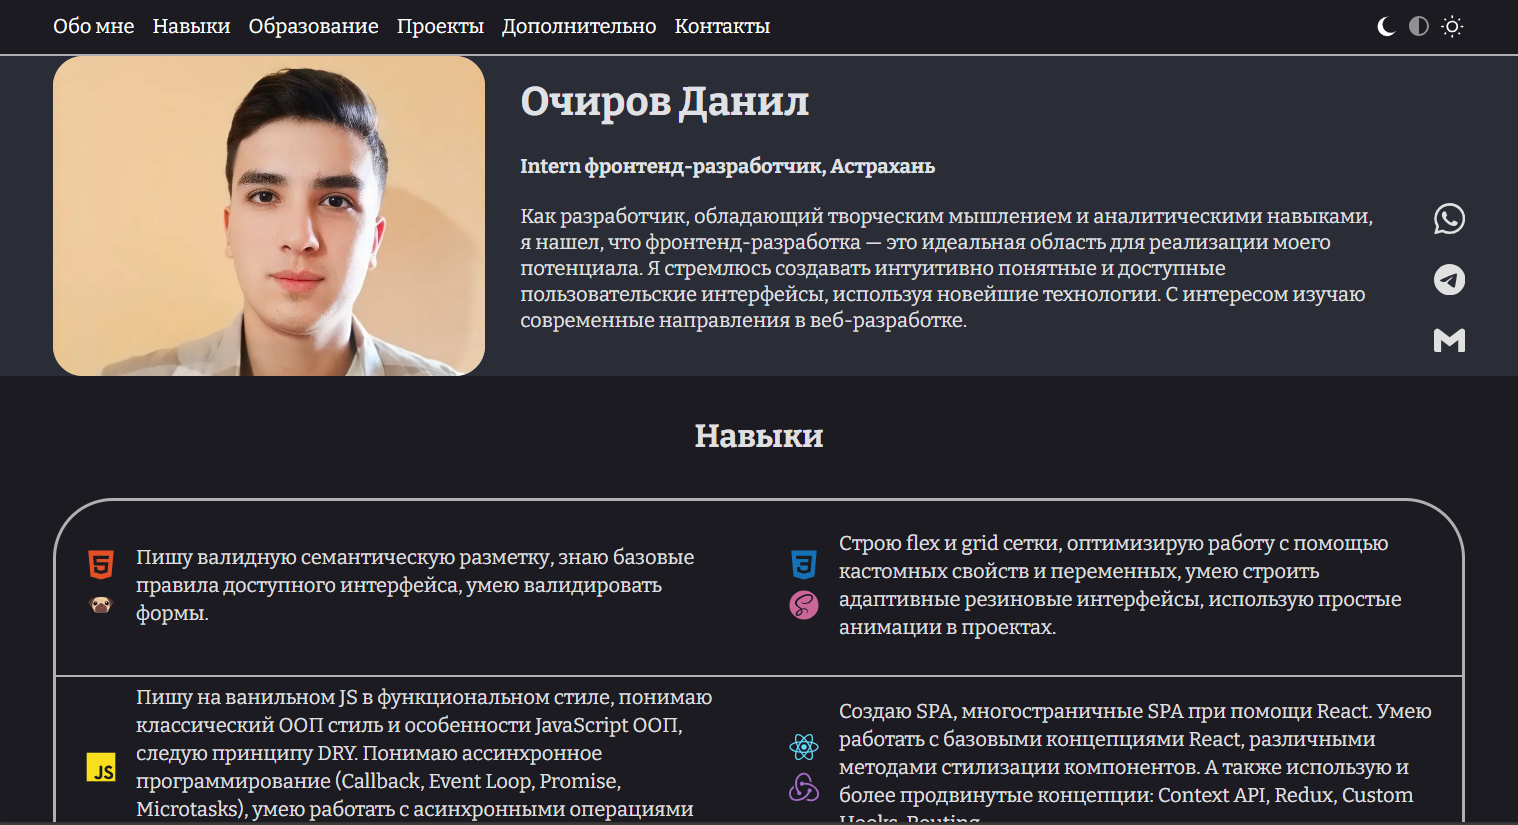 Обо мне Навыки Образование Проекты Дополнительно Контакты
Очиров Данил
Intern фронтенд-разработчик, Астрахань
Как разработчик, обладающий творческим мышлением и аналитическими навыками,
я нашел, что фронтенд-разработка — это идеальная область для реализации моего
потенциала. Я стремлюсь создавать интуитивно понятные и доступные
пользовательские интерфейсы, используя новейшие технологии. С интересом изучаю
современные направления в веб-разработке.
Навыки
Пишу валидную семантическую разметку, знаю базовые
правила доступного интерфейса, умею валидировать
формы.
Строю flex и grid сетки, оптимизирую работу с помощью
кастомных свойств и переменных, умею строить
адаптивные резиновые интерфейсы, использую простые
анимации в проектах.
JS
Пишу на ванильном JS в функциональном стиле, понимаю
классический ООП стиль и особенности JavaScript ООП,
следую принципу DRY. Понимаю ассинхронное
программирование (Callback, Event Loop, Promise,
Microtasks), умею работать с асинхронными операциями
Создаю SPA, многостраничные SPA при помощи React. Умею
работать с базовыми концепциями React, различными
методами стилизации компонентов. А также использую и
более продвинутые концепции: Context API, Redux, Custom
Hooks, Routing